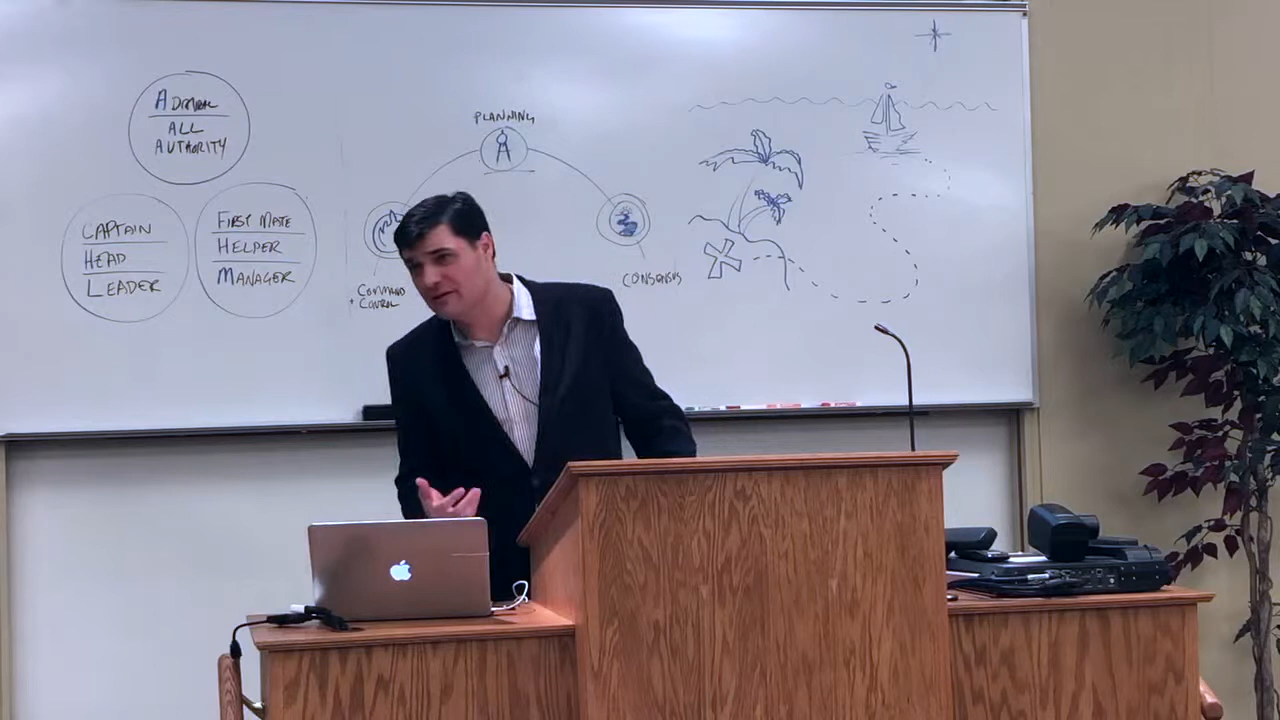 ADMIRAL
ALL
AUTHORITY
CAPTAIN
HEAD
LEADER
FIRST MATE
HELPER
MANAGER
PLANNING
COMMAND
+ CONTROL
CONSENSUS